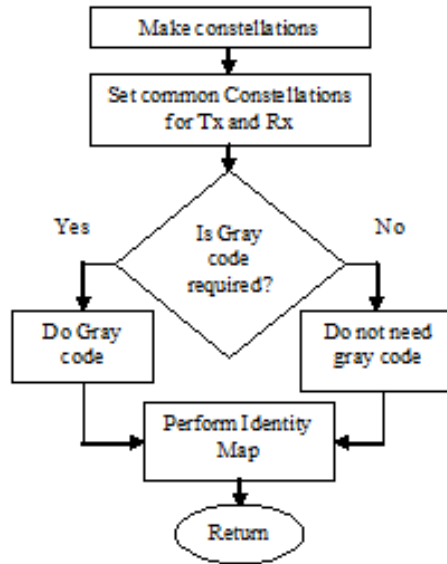 Make constellations
Set common Constellations
for Tx and Rx
Yes
Is Gray
code
required?
No
Do Gray
code
Do not need
gray code
Perform Identity
Map
Return